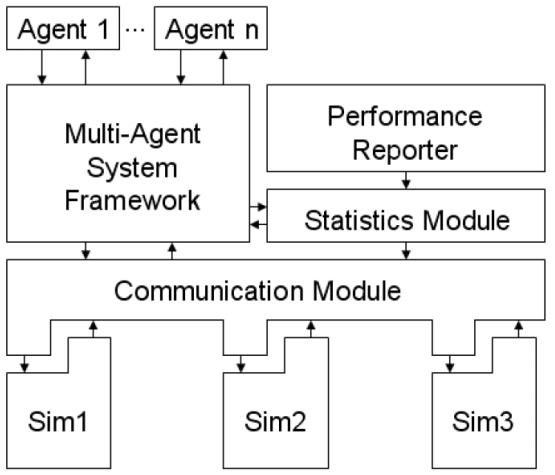 Agent 1 ... Agent n
Multi-Agent
System
Framework
Performance
Reporter
Statistics Module
Communication Module
Sim1
Sim2
Sim3